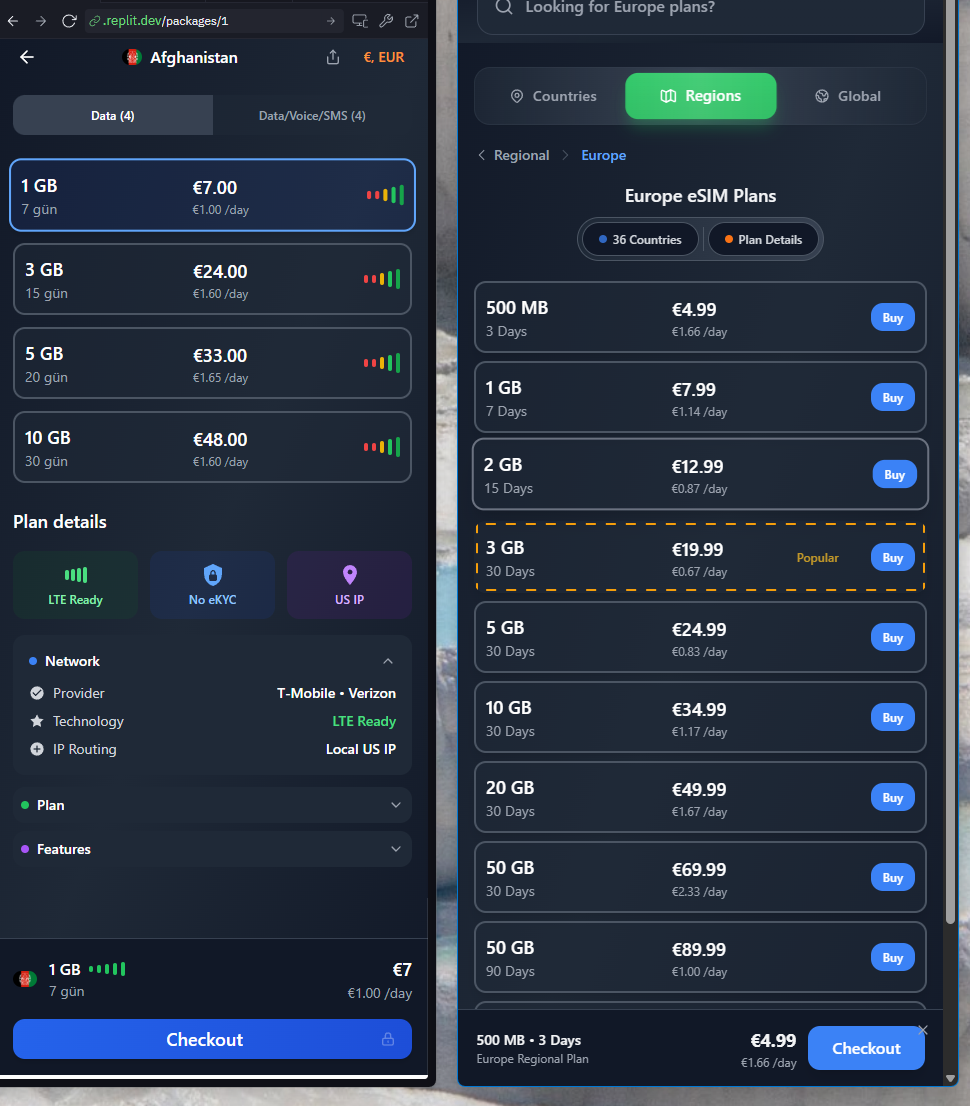 .replit.dev/packages/1
Afghanistan
€, EUR
Data (4)
Data/Voice/SMS (4)
1 GB
€7.00
7 gün
€1.00 /day
3 GB
€24.00
15 gün
€1.60 /day
5 GB
€33.00
20 gün
€1.65 /day
10 GB
€48.00
30 gün
€1.60 /day
Plan details
LTE Ready
No eKYC
US IP
Network
Provider
T-Mobile • Verizon
Technology
LTE Ready
IP Routing
Local US IP
Plan
Features
1 GB
€7
7 gün
€1.00 /day
Checkout
Looking for Europe plans?
Countries
Regions
Global
Regional
Europe
Europe eSIM Plans
36 Countries
Plan Details
500 MB
€4.99
3 Days
€1.66 /day
Buy
1 GB
€7.99
7 Days
€1.14 /day
Buy
2 GB
€12.99
15 Days
€0.87 /day
Buy
3 GB
€19.99
30 Days
€0.67 /day
Popular
Buy
5 GB
€24.99
30 Days
€0.83 /day
Buy
10 GB
€34.99
30 Days
€1.17 /day
Buy
20 GB
€49.99
30 Days
€1.67 /day
Buy
50 GB
€69.99
30 Days
€2.33 /day
Buy
50 GB
€89.99
90 Days
€1.00 /day
Buy
500 MB • 3 Days
€4.99
Europe Regional Plan
€1.66 /day
Checkout